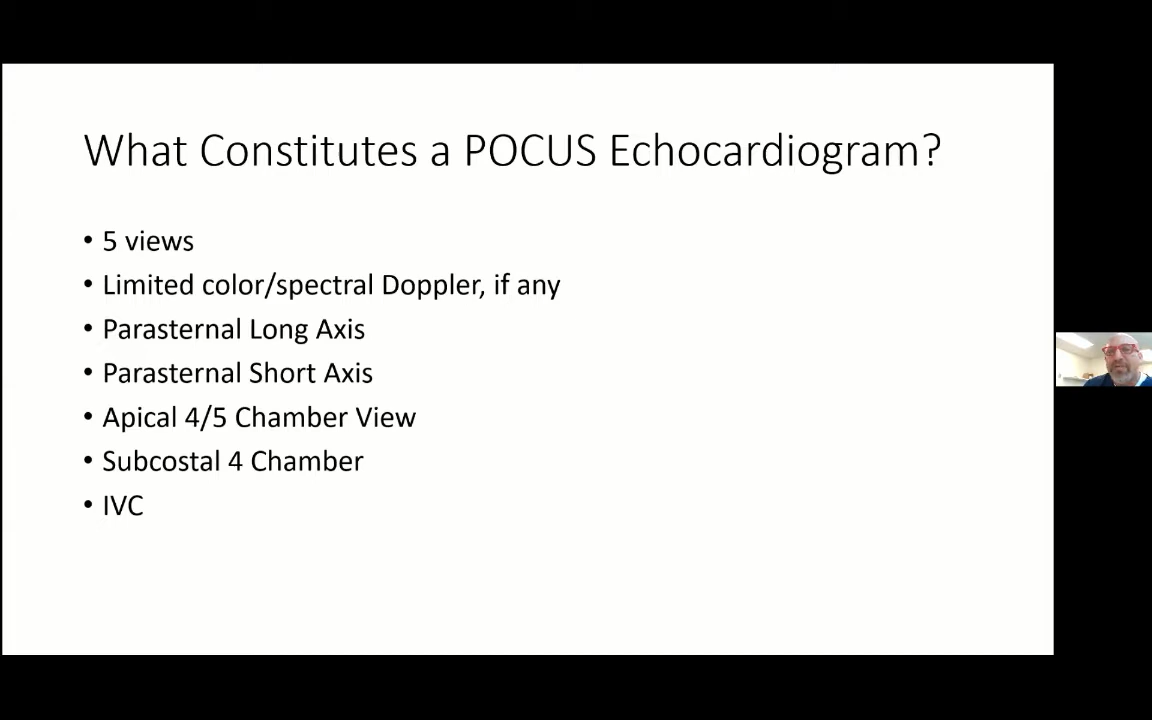 What Constitutes a POCUS Echocardiogram?
• 5 views
• Limited color/spectral Doppler, if any
• Parasternal Long Axis
• Parasternal Short Axis
• Apical 4/5 Chamber View
• Subcostal 4 Chamber
• IVC